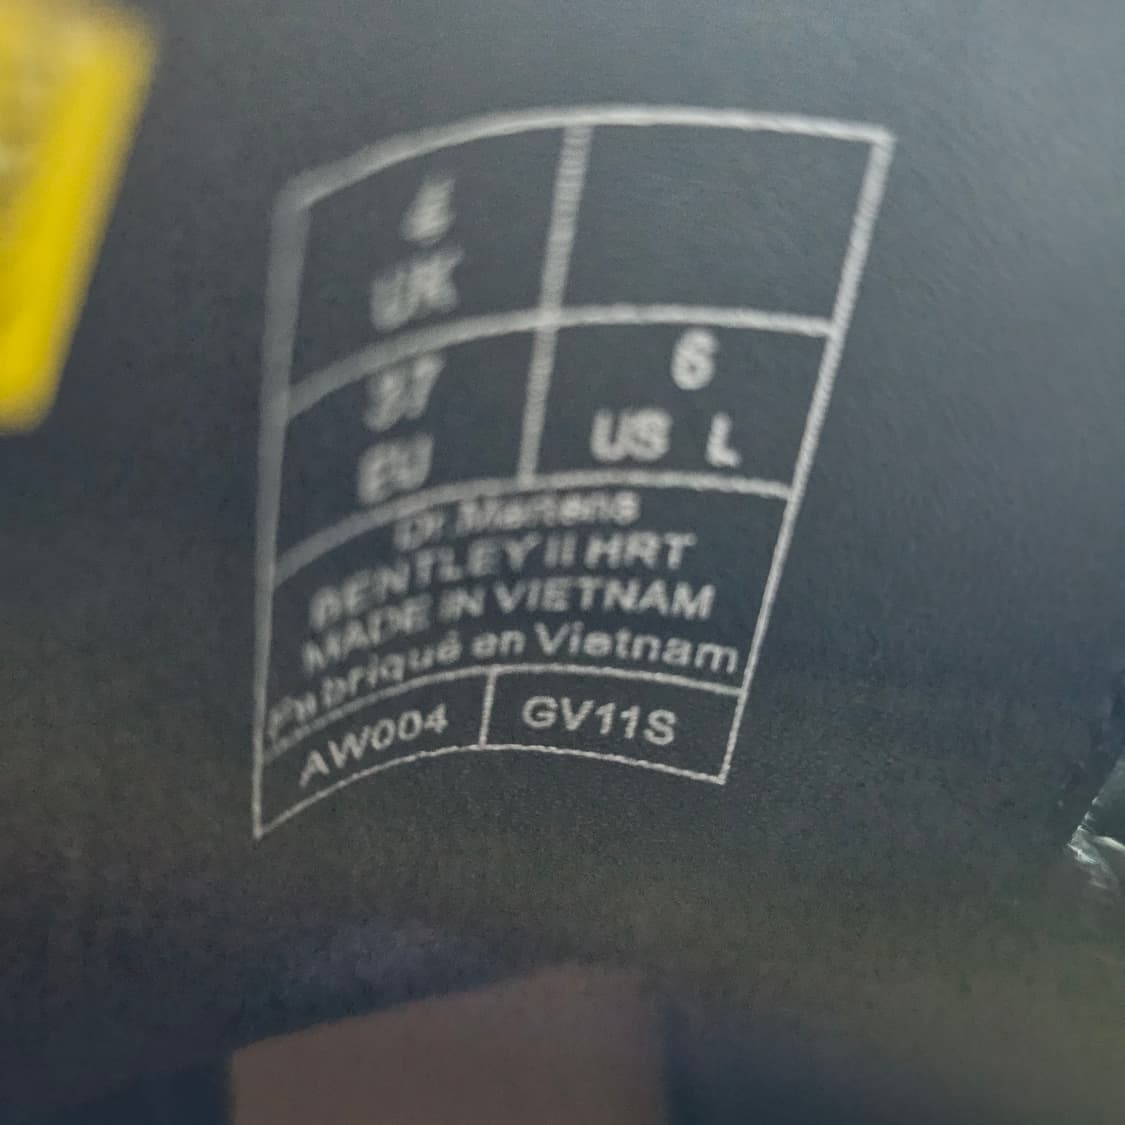 4
UK
37
EU
6
US L
Dr. Martens
BENTLEY II HRT
MADE IN VIETNAM
Fabriqué en Vietnam
AW004
GV11S